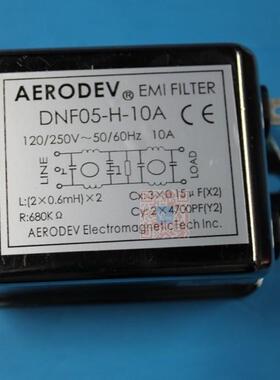 AERODEV® EMI FILTER
DNF05-H-10A CE
120/250V~50/60Hz 10A
LINE
LOAD
L:(2×0.6mH)×2 Cx:3×0.15μF(X2)
R:680KΩ Cy:2×4700PF(Y2)
AERODEV ElectromagneticTech Inc.